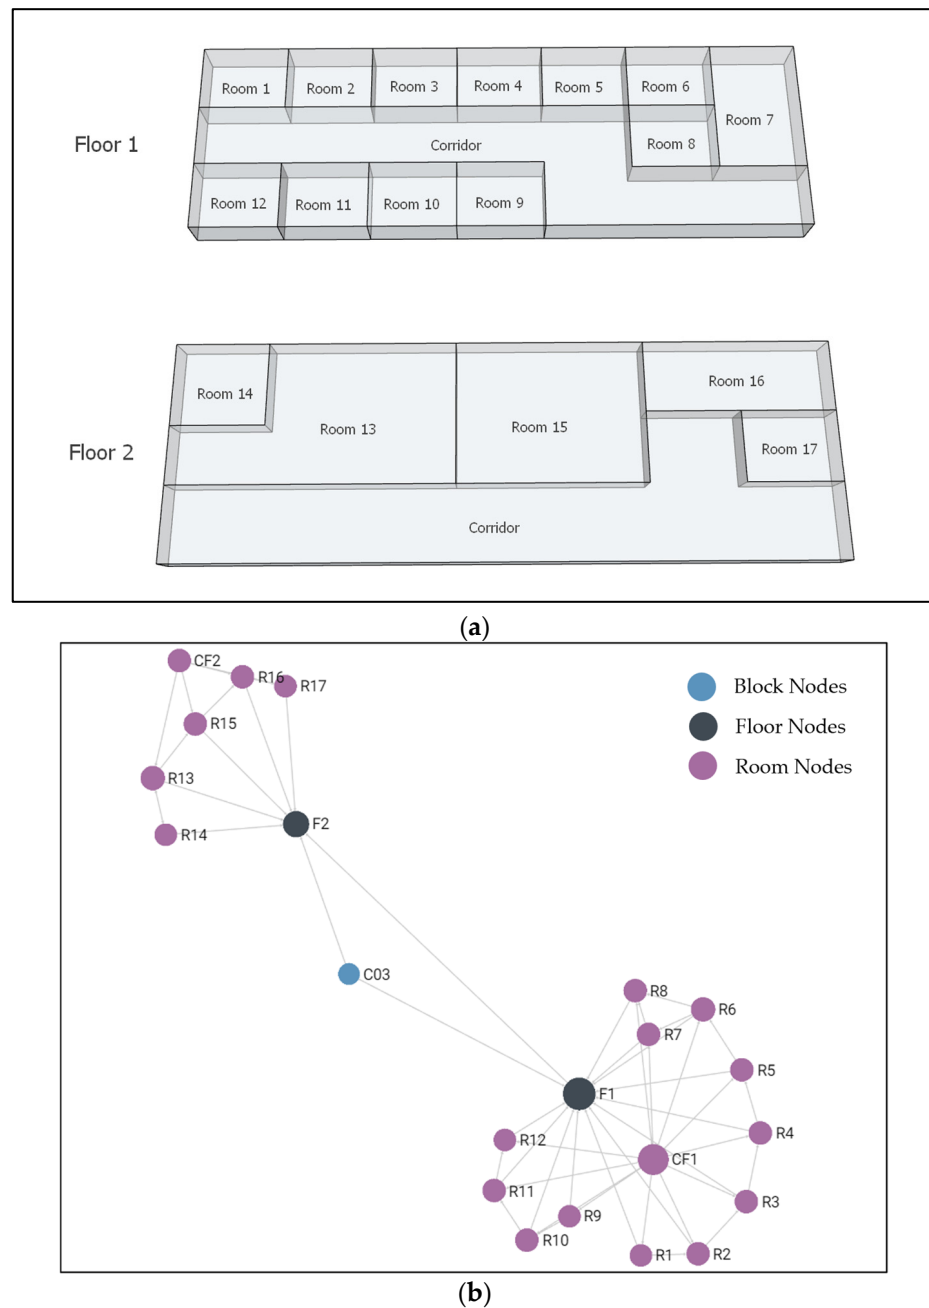 Room 1 Room 2 Room 3 Room 4 Room 5 Room 6
Room 7
Floor 1
Corridor
Room 8
Room 12 Room 11 Room 10 Room 9
Room 14
Room 16
Room 13
Room 15
Floor 2
Room 17
Corridor
(a)
CF2
R16
R17
Block Nodes
R15
Floor Nodes
Room Nodes
R13
F2
R14
C03
R8
R6
R7
R5
F1
R12
R4
CF1
R11
R3
R9
R10
R1
R2
(b)